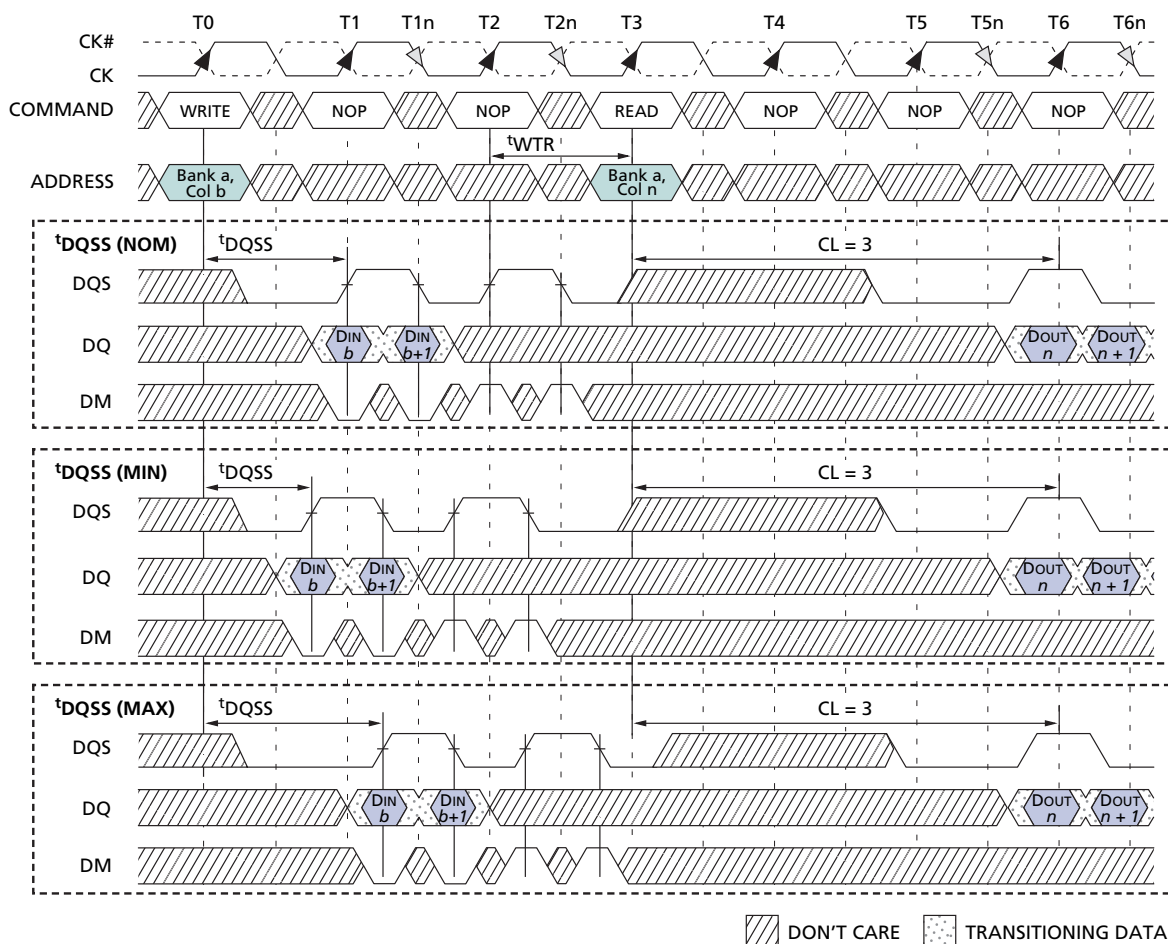 T0 T1 T1n T2 T2n T3 T4 T5 T5n T6 T6n
CK#
CK
COMMAND WRITE NOP NOP READ NOP NOP NOP
tWTR
ADDRESS Bank a, Col b Bank a, Col n
tDQSS (NOM) tDQSS CL = 3
DQS
DQ DIN b DIN b+1 DOUT n DOUT n + 1
DM
tDQSS (MIN) tDQSS CL = 3
DQS
DQ DIN b DIN b+1 DOUT n DOUT n + 1
DM
tDQSS (MAX) tDQSS CL = 3
DQS
DQ DIN b DIN b+1 DOUT n DOUT n + 1
DM
DON'T CARE TRANSITIONING DATA